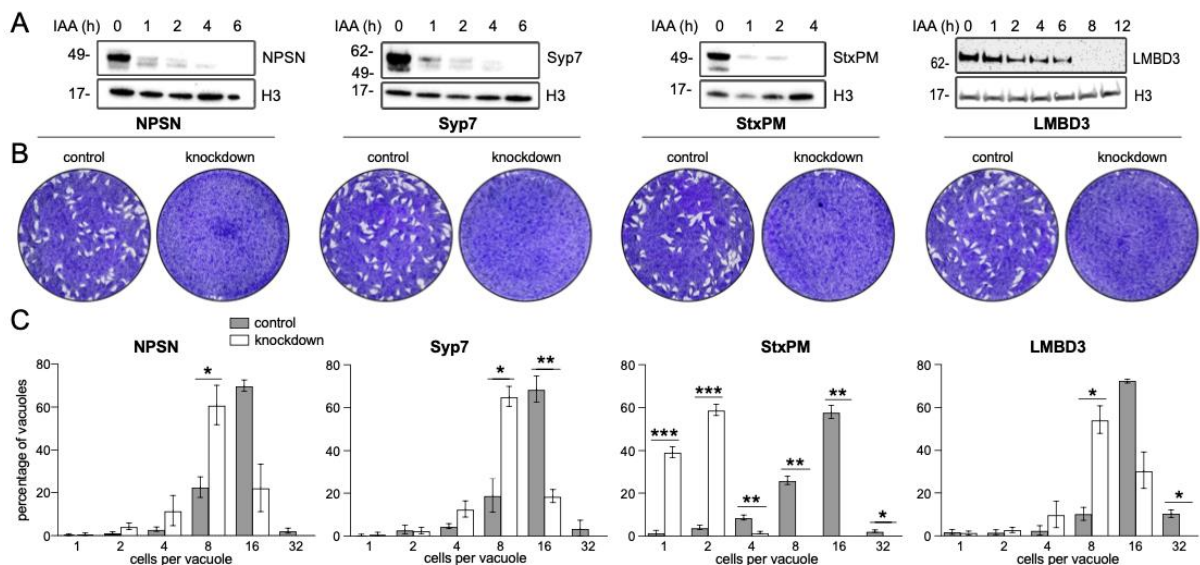 A
IAA (h) 0 1 2 4 6
49-
NPSN
17-
H3
IAA (h) 0 1 2 4 6
62-
49-
Syp7
17-
H3
IAA (h) 0 1 2 4
49-
StxPM
17-
H3
IAA (h) 0 1 2 4 6 8 12
62-
LMBD3
17-
H3
NPSN Syp7 StxPM LMBD3
B
control knockdown control knockdown control knockdown control knockdown
C
control
knockdown
NPSN
percentage of vacuoles
80
60
40
20
0
*
1 2 4 8 16 32
cells per vacuole
Syp7
80
60
40
20
0
* **
1 2 4 8 16 32
cells per vacuole
StxPM
80
60
40
20
0
*** *** ** ** ** *
1 2 4 8 16 32
cells per vacuole
LMBD3
80
60
40
20
0
* *
1 2 4 8 16 32
cells per vacuole